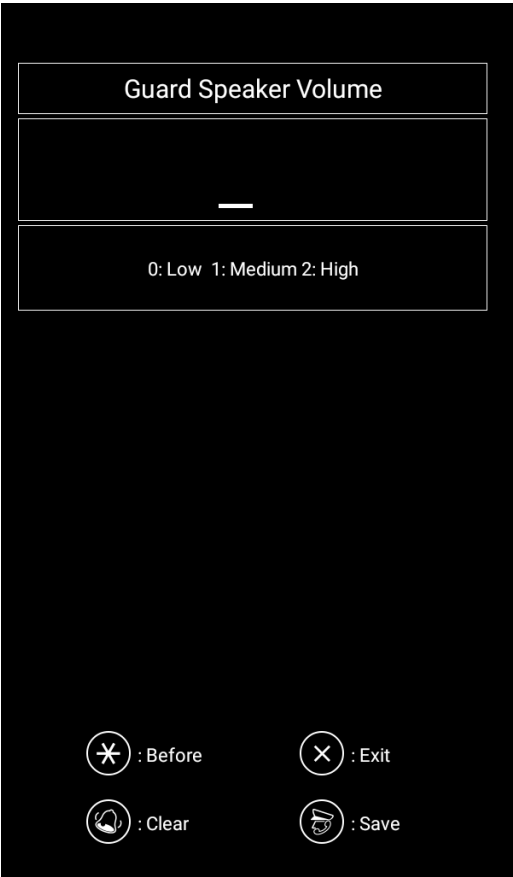 Guard Speaker Volume
0: Low 1: Medium 2: High
: Before
: Exit
: Clear
: Save